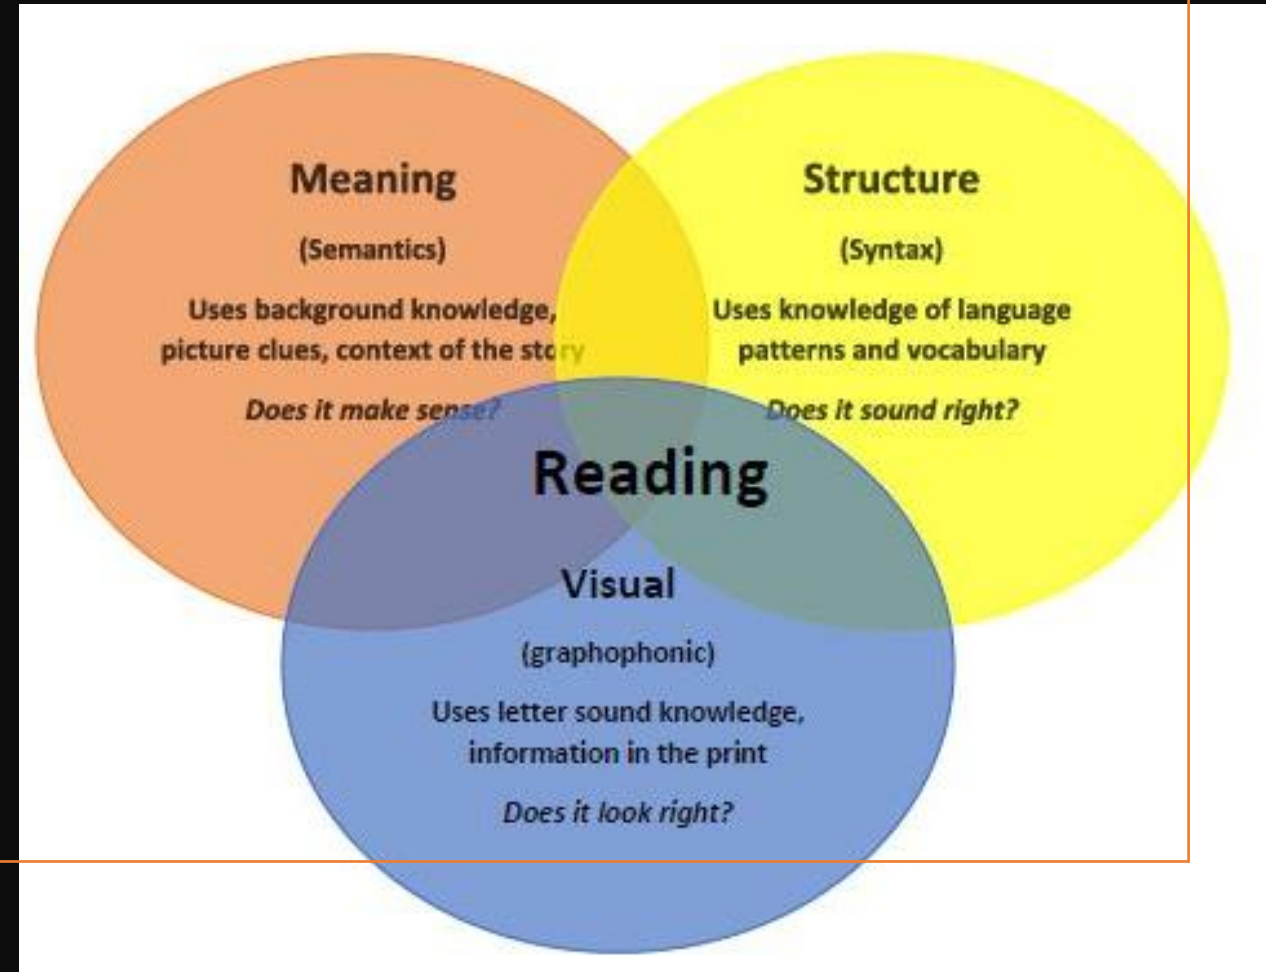 Meaning
(Semantics)
Uses background knowledge,
picture clues, context of the story
Does it make sense?
Structure
(Syntax)
Uses knowledge of language
patterns and vocabulary
Does it sound right?
Reading
Visual
(graphophonic)
Uses letter sound knowledge,
information in the print
Does it look right?